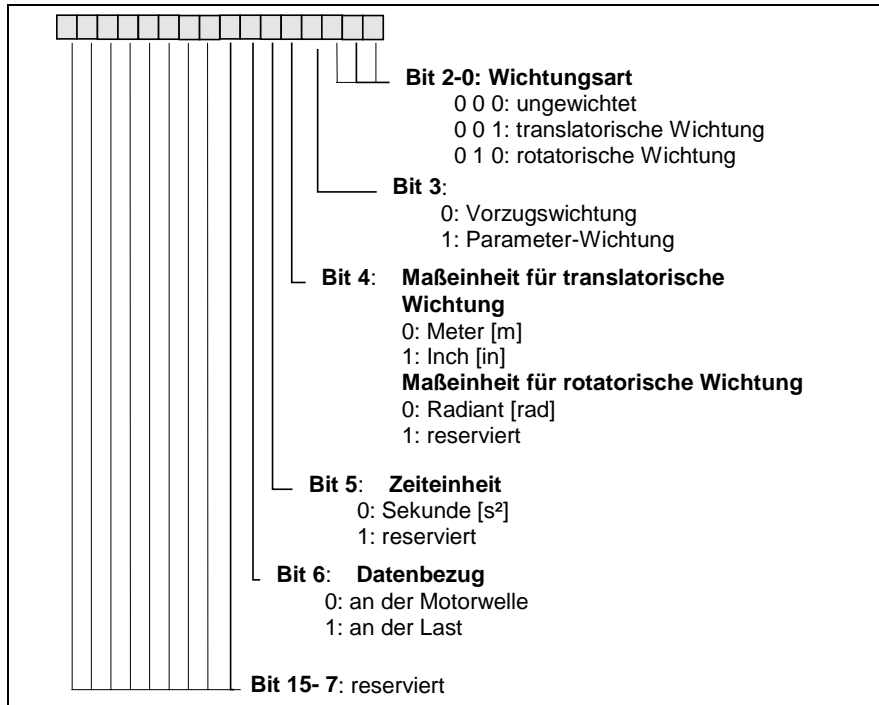 Bit 2-0: Wichtungsart
0 0 0: ungewichtet
0 0 1: translatorische Wichtung
0 1 0: rotatorische Wichtung
Bit 3:
0: Vorzugswichtung
1: Parameter-Wichtung
Bit 4: Maßeinheit für translatorische
Wichtung
0: Meter [m]
1: Inch [in]
Maßeinheit für rotatorische Wichtung
0: Radiant [rad]
1: reserviert
Bit 5: Zeiteinheit
0: Sekunde [s²]
1: reserviert
Bit 6: Datenbezug
0: an der Motorwelle
1: an der Last
Bit 15- 7: reserviert